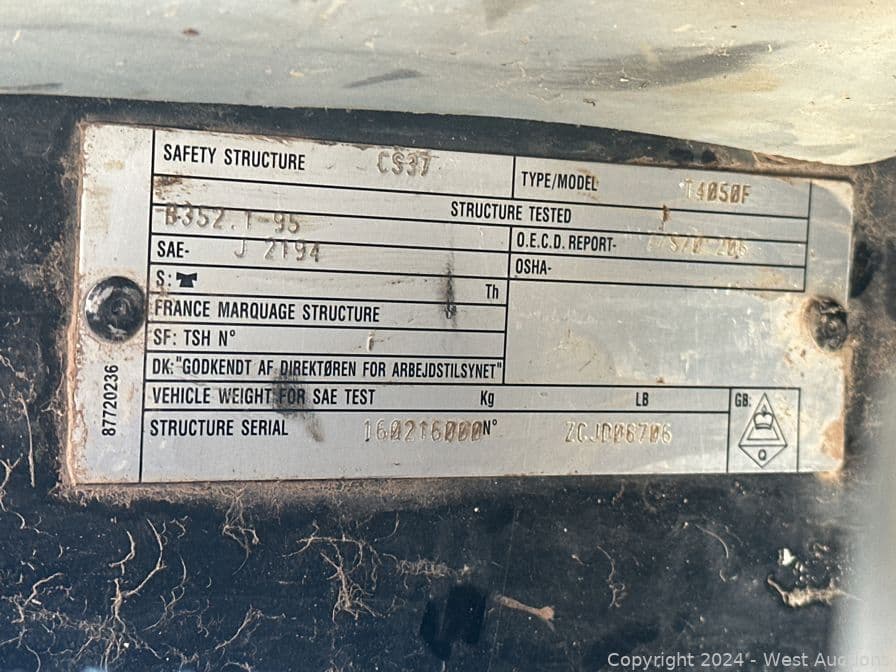 SAFETY STRUCTURE CS37
TYPE/MODEL T4050F
STRUCTURE TESTED
B352.1-95
O.E.C.D. REPORT-
SAE- J 2194
OSHA-
S: Th
FRANCE MARQUAGE STRUCTURE
SF: TSH N°
DK:"GODKENDT AF DIREKTØREN FOR ARBEJDSTILSYNET"
VEHICLE WEIGHT FOR SAE TEST Kg LB
GB:
STRUCTURE SERIAL 160216000 N° ZCJD06706
Q
87720236
Copyright 2024 - West Auctions